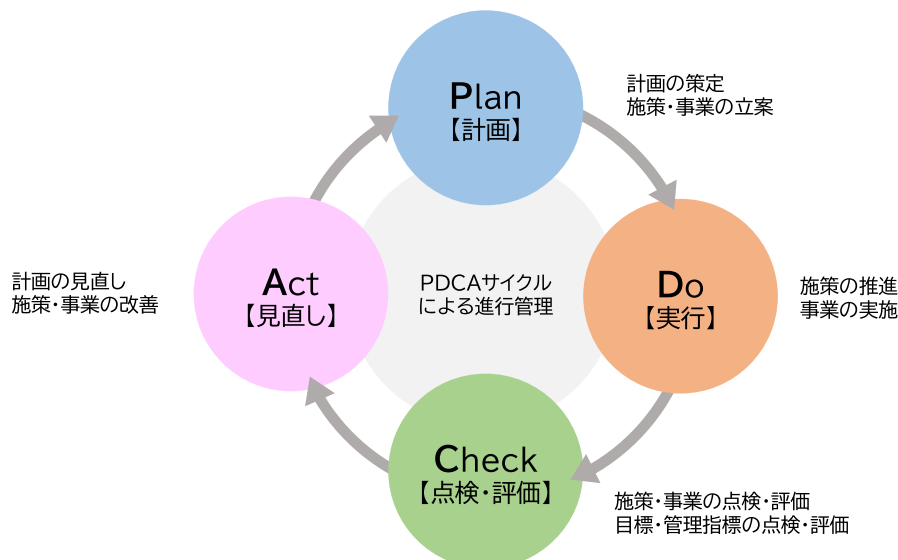 Plan
【計画】
計画の策定
施策・事業の立案
Do
【実行】
施策の推進
事業の実施
Check
【点検・評価】
施策・事業の点検・評価
目標・管理指標の点検・評価
Act
【見直し】
計画の見直し
施策・事業の改善
PDCAサイクル
による進行管理